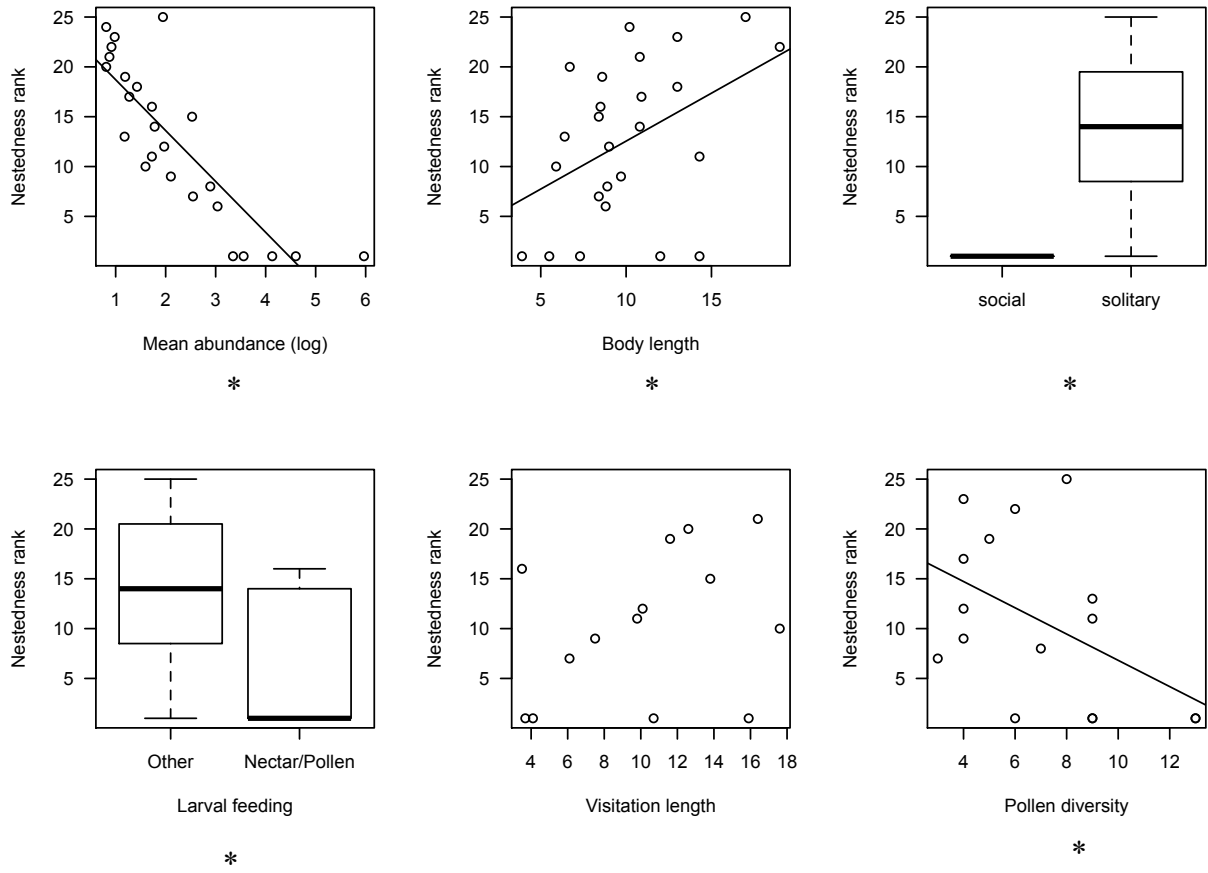 Nestedness rank
25
20
15
10
5
1 2 3 4 5 6
Mean abundance (log)
*
Nestedness rank
25
20
15
10
5
5 10 15
Body length
*
Nestedness rank
25
20
15
10
5
social solitary
*
Nestedness rank
25
20
15
10
5
Other Nectar/Pollen
Larval feeding
*
Nestedness rank
25
20
15
10
5
4 6 8 10 12 14 16 18
Visitation length
Nestedness rank
25
20
15
10
5
4 6 8 10 12
Pollen diversity
*